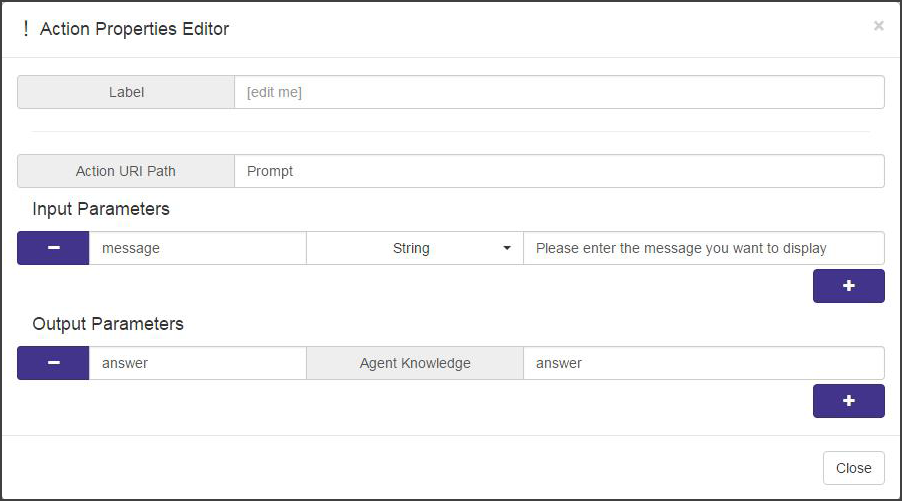 ! Action Properties Editor ×
Label [edit me]
Action URI Path Prompt
Input Parameters
− message String Please enter the message you want to display
+
Output Parameters
− answer Agent Knowledge answer
+
Close